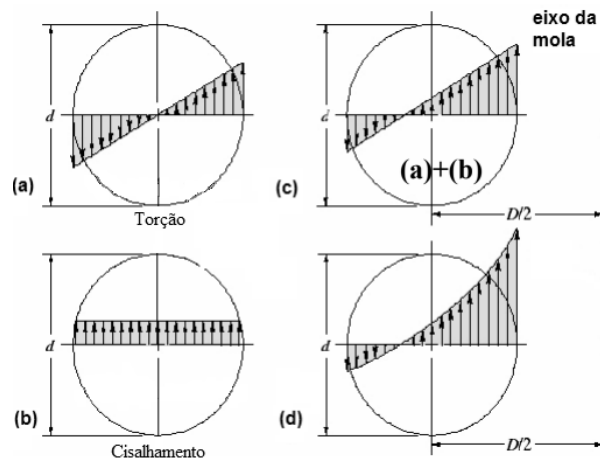 d
(a)
Torção
eixo da
mola
d
(c)
(a)+(b)
D/2
d
(b)
Cisalhamento
d
(d)
D/2